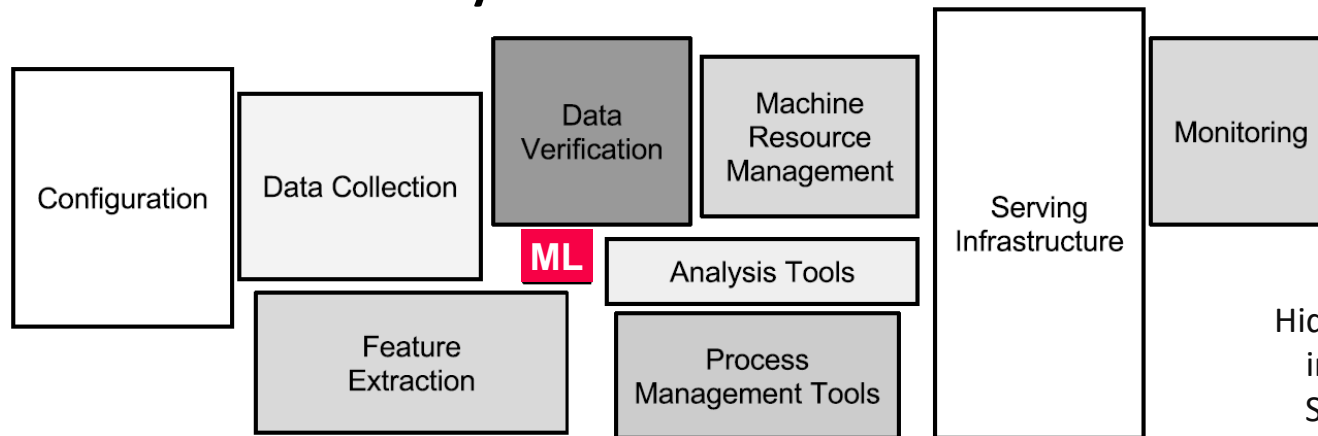 Configuration
Data Collection
Data
Verification
Machine
Resource
Management
Monitoring
Serving
Infrastructure
ML
Analysis Tools
Feature
Extraction
Process
Management Tools